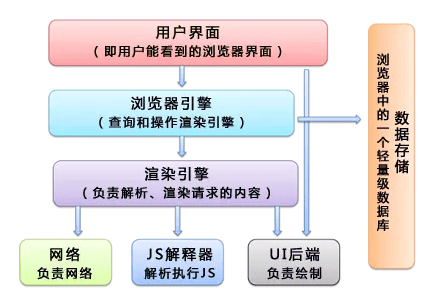 用户界面
（即用户能看到的浏览器界面）
浏览器引擎
（查询和操作渲染引擎）
渲染引擎
（负责解析、渲染请求的内容）
网络
负责网络
JS解释器
解析执行JS
UI后端
负责绘制
数据存储
浏览器中的一个轻量级数据库